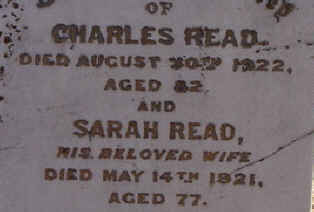 OF
CHARLES READ.
DIED AUGUST 30TH 1922,
AGED 82
AND
SARAH READ,
HIS BELOVED WIFE
DIED MAY 14TH 1921,
AGED 77.